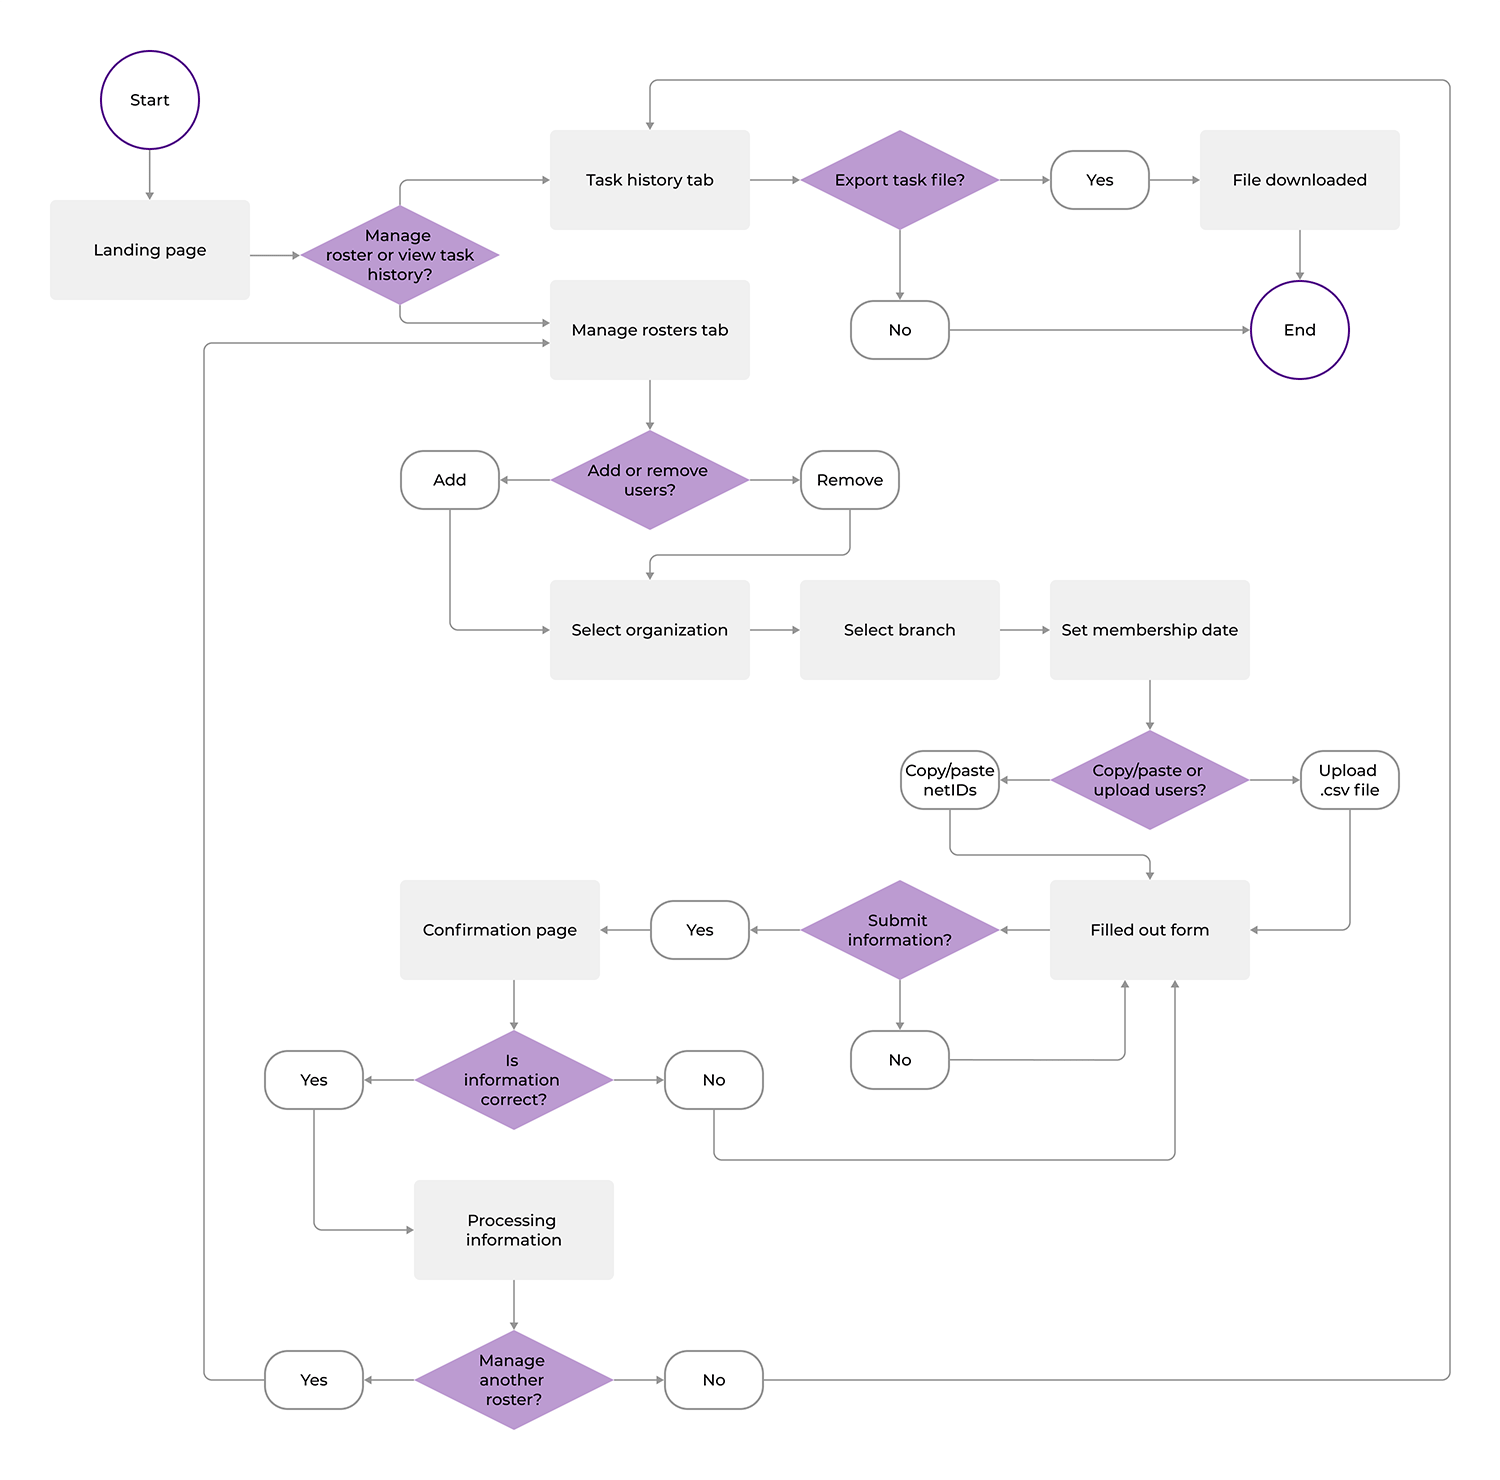 Start
Landing page
Manage
roster or view task
history?
Task history tab
Export task file?
Yes
File downloaded
No
End
Manage rosters tab
Add or remove
users?
Add
Remove
Select organization
Select branch
Set membership date
Copy/paste or
upload users?
Copy/paste
netIDs
Upload
.csv file
Filled out form
Submit
information?
Yes
No
Confirmation page
Is
information
correct?
Yes
No
Processing
information
Manage
another
roster?
Yes
No